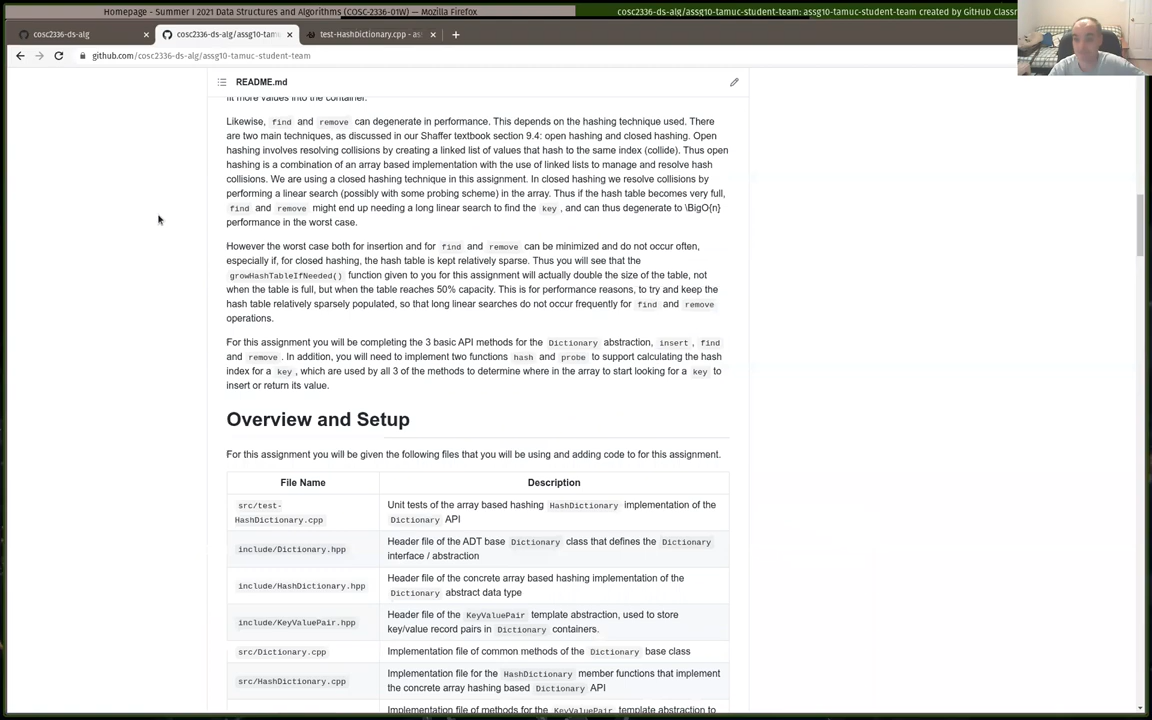 Homepage - Summer I 2021 Data Structures and Algorithms (COSC-2336-01W) — Mozilla Firefox
cosc2336-ds-alg/assg10-tamuc-student-team: assg10-tamuc-student-team created by GitHub Classr
cosc2336-ds-alg
cosc2336-ds-alg/assg10-tamu
test-HashDictionary.cpp - ass
github.com/cosc2336-ds-alg/assg10-tamuc-student-team
README.md
fit more values into the container.
Likewise, find and remove can degenerate in performance. This depends on the hashing technique used. There
are two main techniques, as discussed in our Shaffer textbook section 9.4: open hashing and closed hashing. Open
hashing involves resolving collisions by creating a linked list of values that hash to the same index (collide). Thus open
hashing is a combination of an array based implementation with the use of linked lists to manage and resolve hash
collisions. We are using a closed hashing technique in this assignment. In closed hashing we resolve collisions by
performing a linear search (possibly with some probing scheme) in the array. Thus if the hash table becomes very full,
find and remove might end up needing a long linear search to find the key , and can thus degenerate to \BigO{n}
performance in the worst case.
However the worst case both for insertion and for find and remove can be minimized and do not occur often,
especially if, for closed hashing, the hash table is kept relatively sparse. Thus you will see that the
growHashTableIfNeeded() function given to you for this assignment will actually double the size of the table, not
when the table is full, but when the table reaches 50% capacity. This is for performance reasons, to try and keep the
hash table relatively sparsely populated, so that long linear searches do not occur frequently for find and remove
operations.
For this assignment you will be completing the 3 basic API methods for the Dictionary abstraction, insert , find
and remove . In addition, you will need to implement two functions hash and probe to support calculating the hash
index for a key , which are used by all 3 of the methods to determine where in the array to start looking for a key to
insert or return its value.
Overview and Setup
For this assignment you will be given the following files that you will be using and adding code to for this assignment.
File Name Description
src/test-HashDictionary.cpp Unit tests of the array based hashing HashDictionary implementation of the
Dictionary API
include/Dictionary.hpp Header file of the ADT base Dictionary class that defines the Dictionary
interface / abstraction
include/HashDictionary.hpp Header file of the concrete array based hashing implementation of the
Dictionary abstract data type
include/KeyValuePair.hpp Header file of the KeyValuePair template abstraction, used to store
key/value record pairs in Dictionary containers.
src/Dictionary.cpp Implementation file of common methods of the Dictionary base class
src/HashDictionary.cpp Implementation file for the HashDictionary member functions that implement
the concrete array hashing based Dictionary API
Implementation file of methods for the KeyValuePair template abstraction to